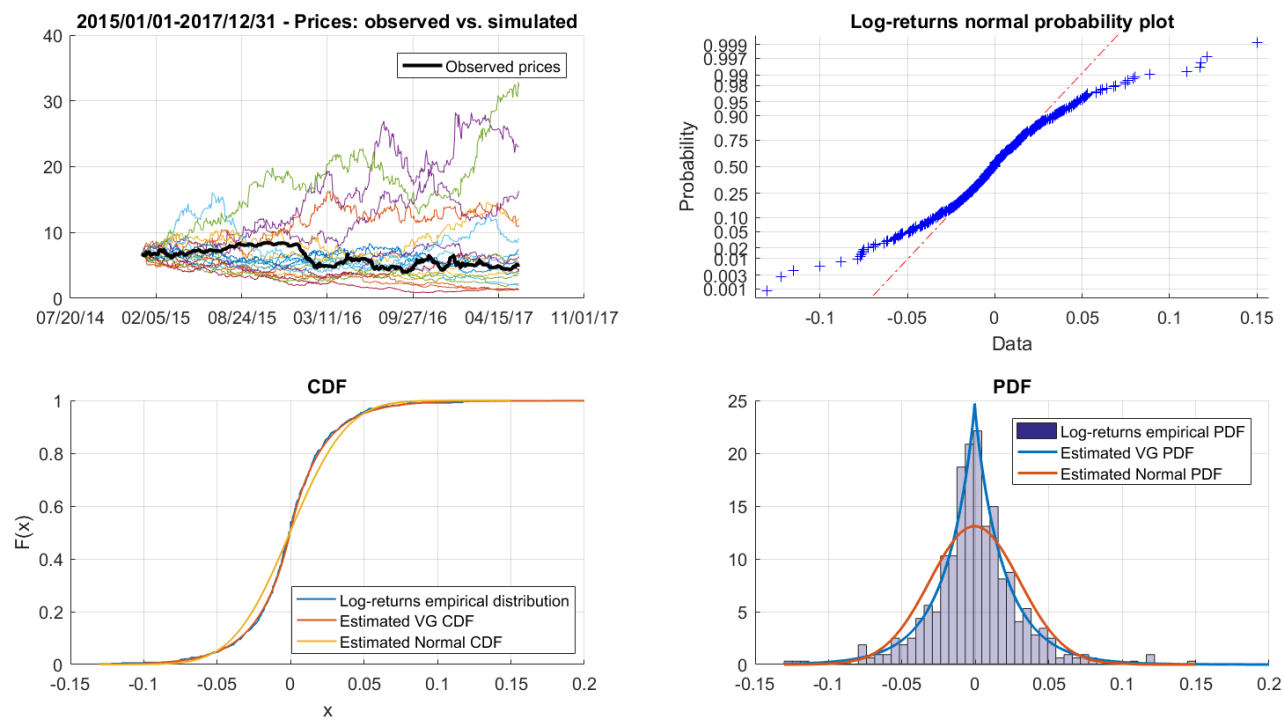 2015/01/01-2017/12/31 - Prices: observed vs. simulated
40
30
20
10
0
Observed prices
07/20/14 02/05/15 08/24/15 03/11/16 09/27/16 04/15/17 11/01/17
Log-returns normal probability plot
Probability
0.999
0.997
0.99
0.98
0.95
0.90
0.75
0.50
0.25
0.10
0.05
0.02
0.01
0.003
0.001
-0.1 -0.05 0 0.05 0.1 0.15
Data
CDF
F(x)
1
0.8
0.6
0.4
0.2
0
Log-returns empirical distribution
Estimated VG CDF
Estimated Normal CDF
-0.15 -0.1 -0.05 0 0.05 0.1 0.15 0.2
x
PDF
25
20
15
10
5
0
Log-returns empirical PDF
Estimated VG PDF
Estimated Normal PDF
-0.15 -0.1 -0.05 0 0.05 0.1 0.15 0.2